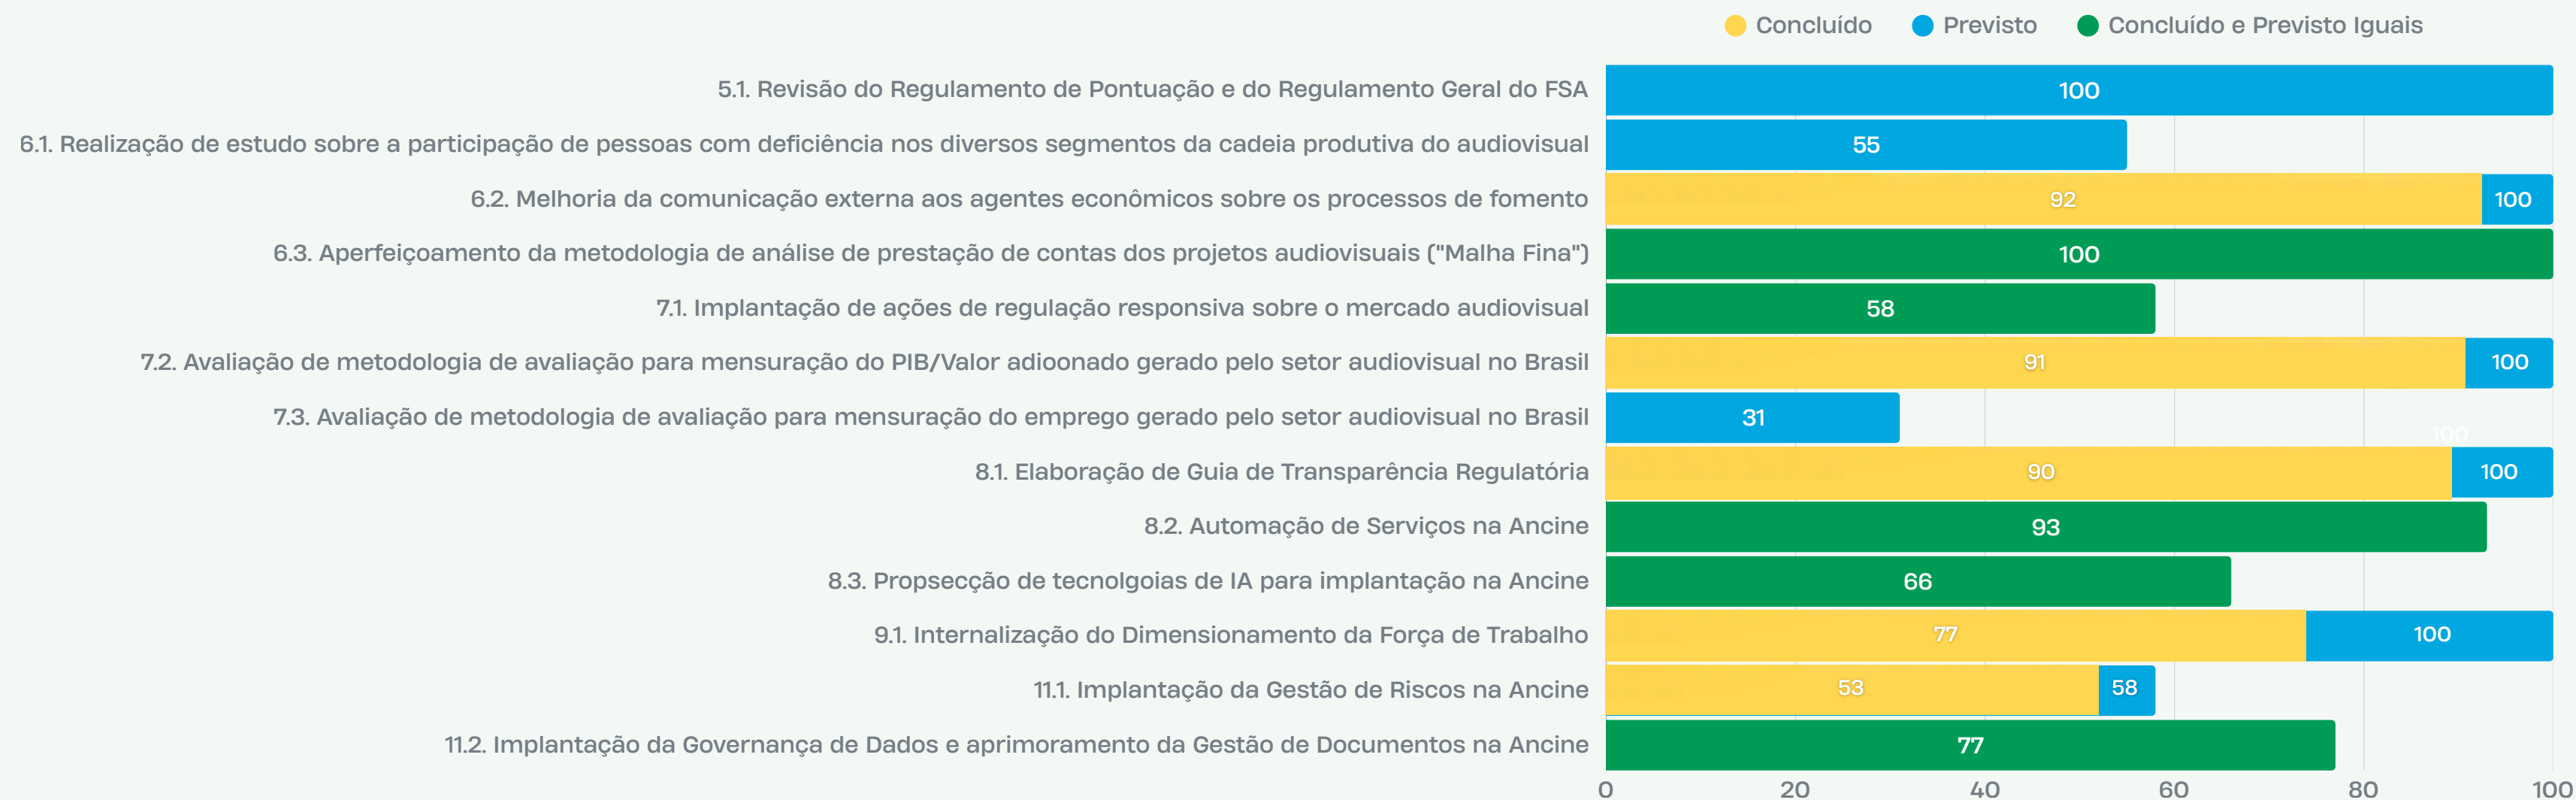 Concluído Previsto Concluído e Previsto Iguais
5.1. Revisão do Regulamento de Pontuação e do Regulamento Geral do FSA 100
6.1. Realização de estudo sobre a participação de pessoas com deficiência nos diversos segmentos da cadeia produtiva do audiovisual 55
6.2. Melhoria da comunicação externa aos agentes econômicos sobre os processos de fomento 92 100
6.3. Aperfeiçoamento da metodologia de análise de prestação de contas dos projetos audiovisuais ("Malha Fina") 100
7.1. Implantação de ações de regulação responsiva sobre o mercado audiovisual 58
7.2. Avaliação de metodologia de avaliação para mensuração do PIB/Valor adioonado gerado pelo setor audiovisual no Brasil 91 100
7.3. Avaliação de metodologia de avaliação para mensuração do emprego gerado pelo setor audiovisual no Brasil 31
100
8.1. Elaboração de Guia de Transparência Regulatória 90 100
8.2. Automação de Serviços na Ancine 93
8.3. Propsecção de tecnolgoias de IA para implantação na Ancine 66
9.1. Internalização do Dimensionamento da Força de Trabalho 77 100
11.1. Implantação da Gestão de Riscos na Ancine 53 58
11.2. Implantação da Governança de Dados e aprimoramento da Gestão de Documentos na Ancine 77
0 20 40 60 80 100